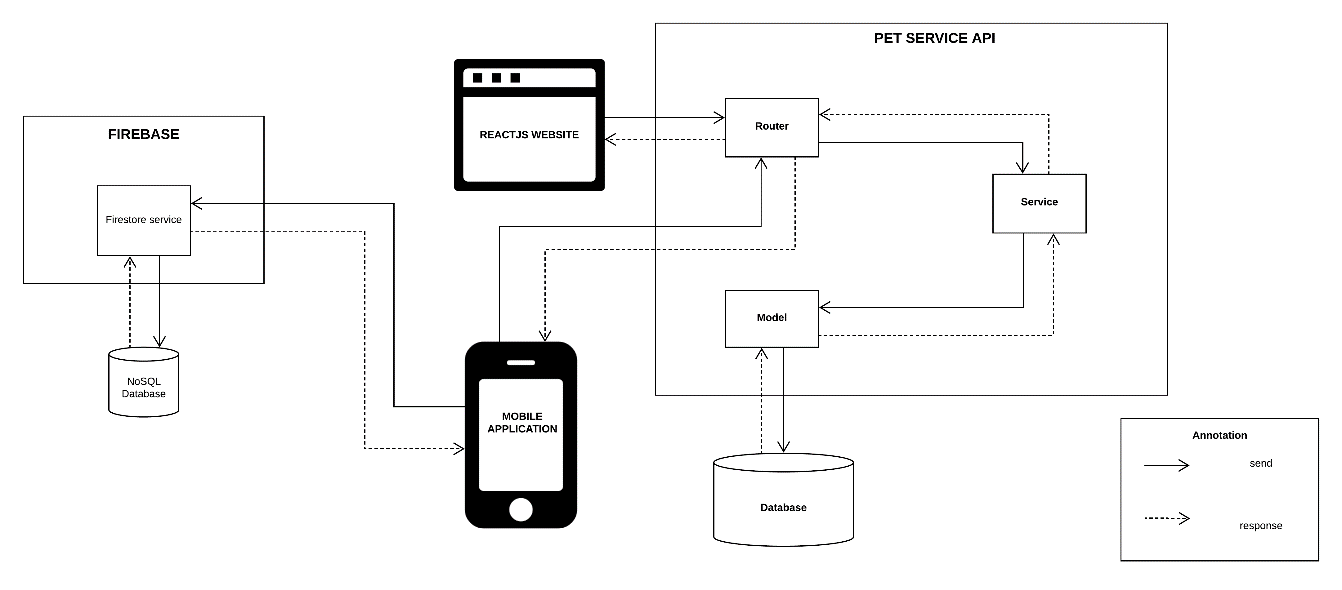 PET SERVICE API
FIREBASE
REACTJS WEBSITE
Router
Firestore service
Service
Model
NoSQL
Database
MOBILE
APPLICATION
Database
Annotation
send
response